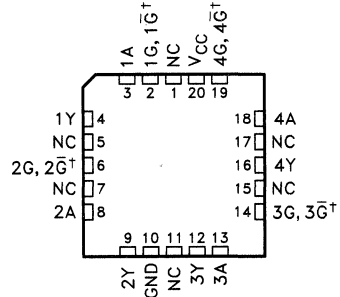 1A
1G, 1G̅†
NC
VCC
4G, 4G̅†
3 2 1 20 19
1Y 4
NC 5
2G, 2G̅† 6
NC 7
2A 8
18 4A
17 NC
16 4Y
15 NC
14 3G, 3G̅†
9 10 11 12 13
2Y
GND
NC
3Y
3A